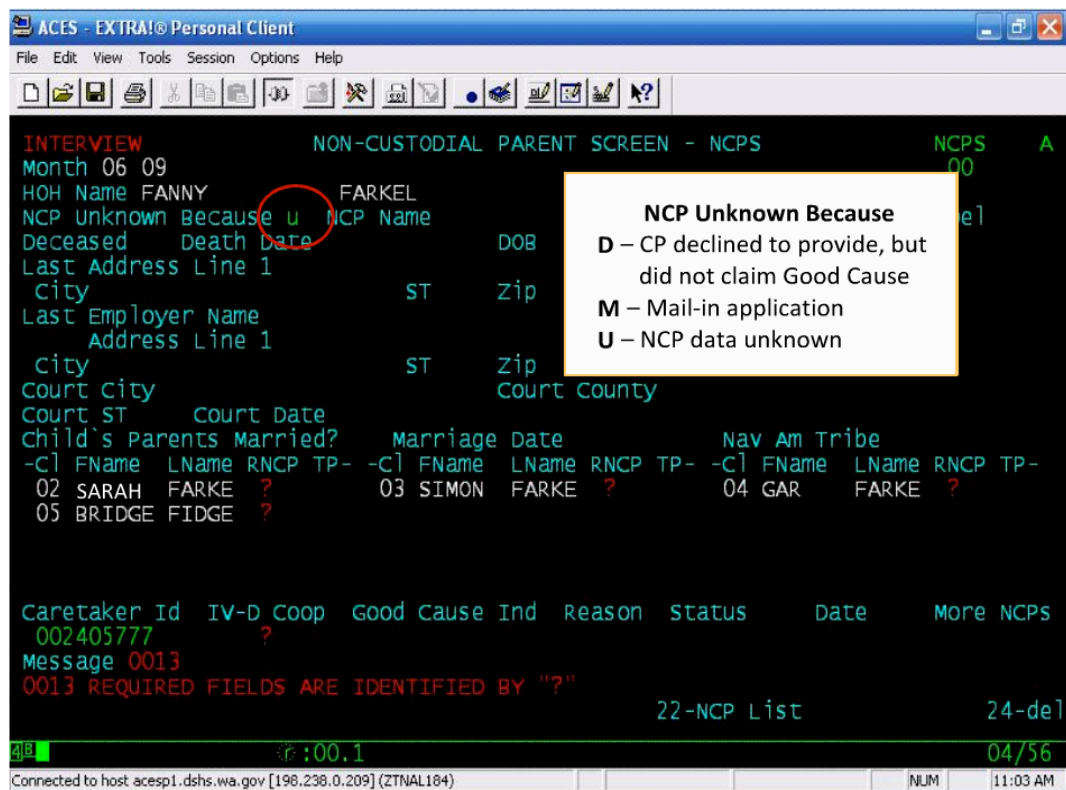 ACES - EXTRA!® Personal Client
File Edit View Tools Session Options Help
INTERVIEW NON-CUSTODIAL PARENT SCREEN - NCPS NCPS A
Month 06 09 00
HOH Name FANNY FARKEL
NCP Unknown Because u NCP Name el
Deceased Death Date DOB
Last Address Line 1
City ST Zip
Last Employer Name
Address Line 1
City ST Zip
Court City Court County
Court ST Court Date
Child`s Parents Married? Marriage Date Nav Am Tribe
-Cl FName LName RNCP TP- -Cl FName LName RNCP TP- -Cl FName LName RNCP TP-
02 SARAH FARKE ? 03 SIMON FARKE ? 04 GAR FARKE ?
05 BRIDGE FIDGE ?
NCP Unknown Because
D – CP declined to provide, but
did not claim Good Cause
M – Mail-in application
U – NCP data unknown
Caretaker Id IV-D Coop Good Cause Ind Reason Status Date More NCPs
002405777 ?
Message 0013
0013 REQUIRED FIELDS ARE IDENTIFIED BY "?"
22-NCP List 24-del
4B :00.1 04/56
Connected to host acesp1.dshs.wa.gov [198.238.0.209] (ZTNAL184) NUM 11:03 AM